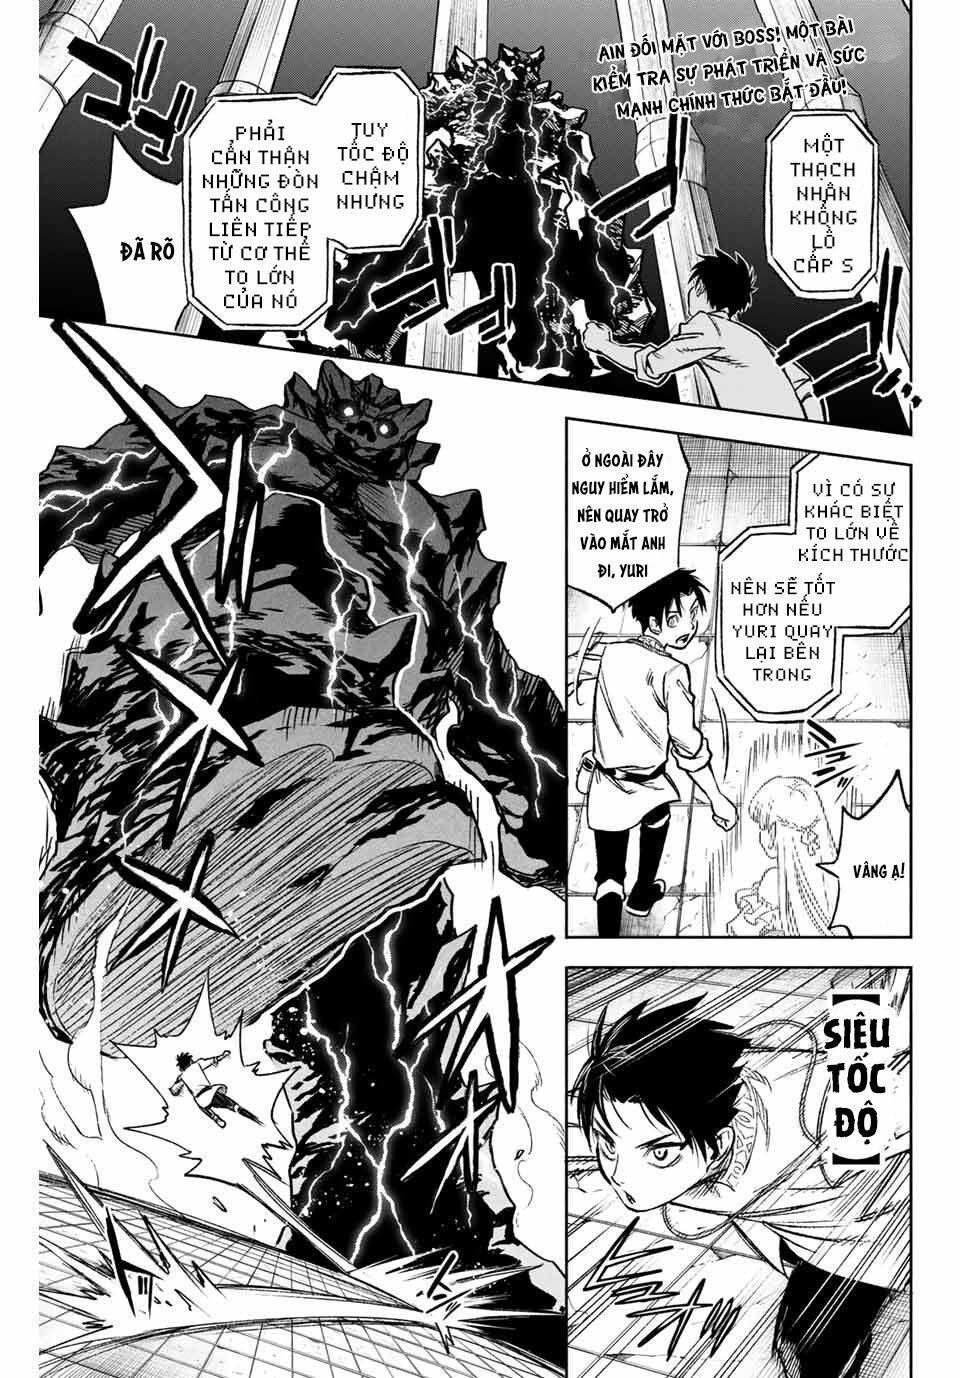 AIN ĐỐI MẶT VỚI BOSS! MỘT BÀI
KIỂM TRA SỰ PHÁT TRIỂN VÀ SỨC
MẠNH CHÍNH THỨC BẮT ĐẦU!
MỘT
THẠCH
NHÂN
KHỔNG
LỒ
CẤP S
TUY
TỐC ĐỘ
CHẬM
NHƯNG
PHẢI
CẨN THẬN
NHỮNG ĐÒN
TẤN CÔNG
LIÊN TIẾP
TỪ CƠ THỂ
TO LỚN
CỦA NÓ
ĐÃ RÕ
ゴゴ
VÌ CÓ SỰ
KHÁC BIỆT
TO LỚN VỀ
KÍCH THƯỚC
NÊN SẼ TỐT
HƠN NẾU
YURI QUAY
LẠI BÊN
TRONG
Ở NGOÀI ĐÂY
NGUY HIỂM LẮM,
NÊN QUAY TRỞ
VÀO MẮT ANH
ĐI, YURI
VÂNG Ạ!
【SIÊU
TỐC
ĐỘ】